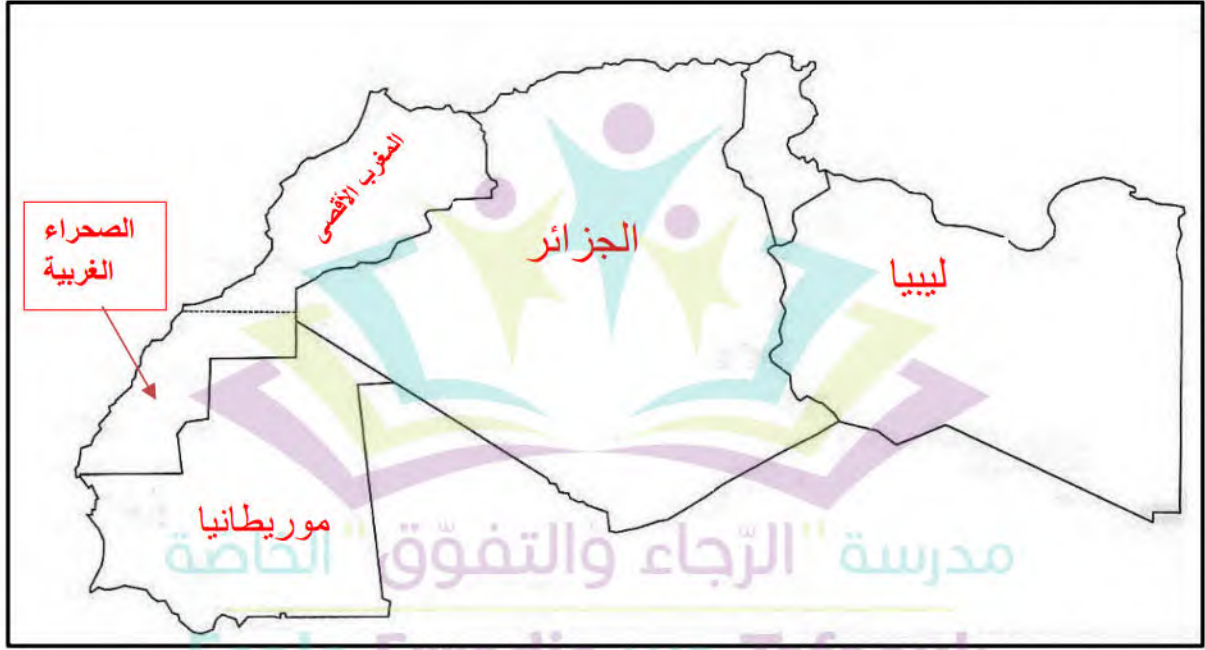 المغرب الأقصى
الصحراء
الغربية
الجزائر
ليبيا
موريطانيا
مدرسة "الرّجاء والتفوّق" الخاصة